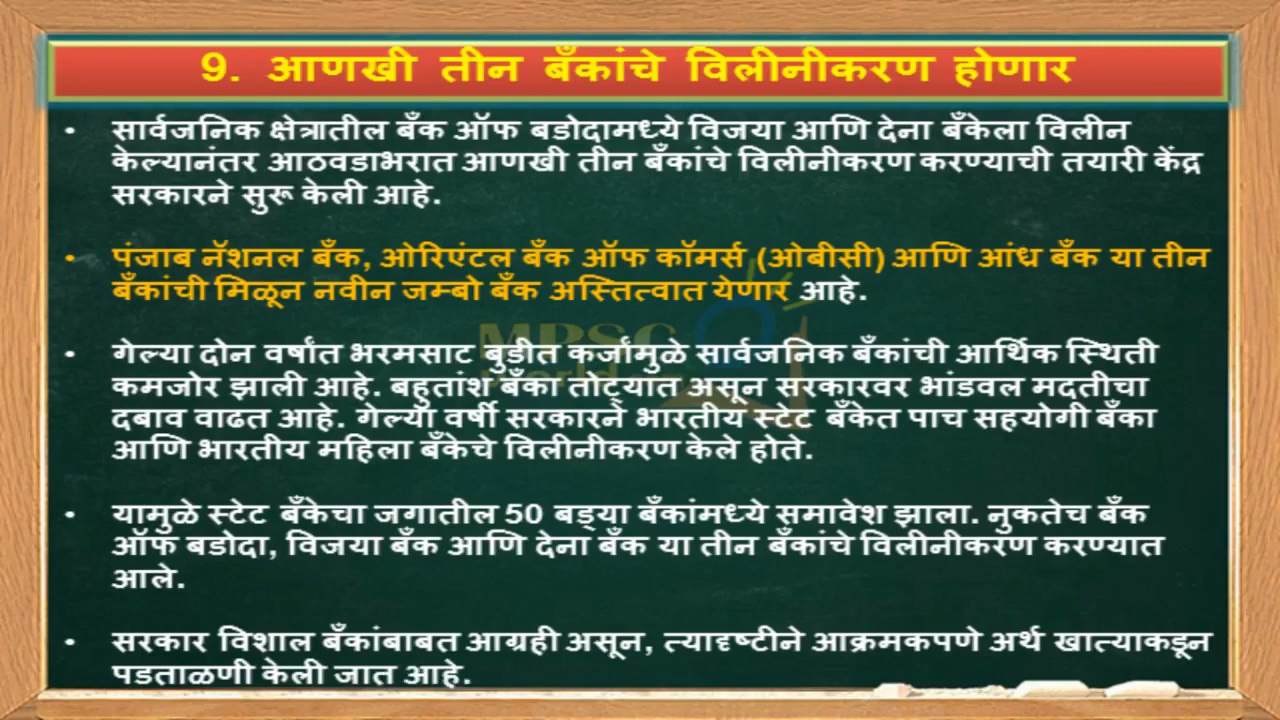 9. आणखी तीन बँकांचे विलीनीकरण होणार
• सार्वजनिक क्षेत्रातील बँक ऑफ बडोदामध्ये विजया आणि देना बँकेला विलीन
केल्यानंतर आठवडाभरात आणखी तीन बँकांचे विलीनीकरण करण्याची तयारी केंद्र
सरकारने सुरू केली आहे.
• पंजाब नॅशनल बँक, ओरिएंटल बँक ऑफ कॉमर्स (ओबीसी) आणि आंध्र बँक या तीन
बँकांची मिळून नवीन जम्बो बँक अस्तित्वात येणार आहे.
• गेल्या दोन वर्षांत भरमसाट बुडीत कर्जांमुळे सार्वजनिक बँकांची आर्थिक स्थिती
कमजोर झाली आहे. बहुतांश बँका तोट्यात असून सरकारवर भांडवल मदतीचा
दबाव वाढत आहे. गेल्या वर्षी सरकारने भारतीय स्टेट बँकेत पाच सहयोगी बँका
आणि भारतीय महिला बँकेचे विलीनीकरण केले होते.
• यामुळे स्टेट बँकेचा जगातील 50 बड्या बँकांमध्ये समावेश झाला. नुकतेच बँक
ऑफ बडोदा, विजया बँक आणि देना बँक या तीन बँकांचे विलीनीकरण करण्यात
आले.
• सरकार विशाल बँकांबाबत आग्रही असून, त्यादृष्टीने आक्रमकपणे अर्थ खात्याकडून
पडताळणी केली जात आहे.
MPSC
World